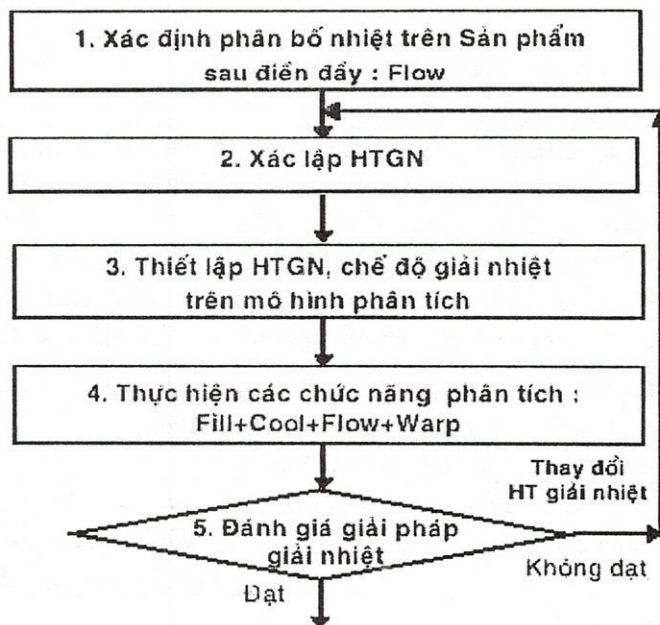 1. Xác định phân bố nhiệt trên Sản phẩm
sau điền đầy : Flow
2. Xác lập HTGN
3. Thiết lập HTGN, chế độ giải nhiệt
trên mô hình phân tích
4. Thực hiện các chức năng phân tích :
Fill+Cool+Flow+Warp
Thay đổi
HT giải nhiệt
5. Đánh giá giải pháp
giải nhiệt
Không đạt
Đạt